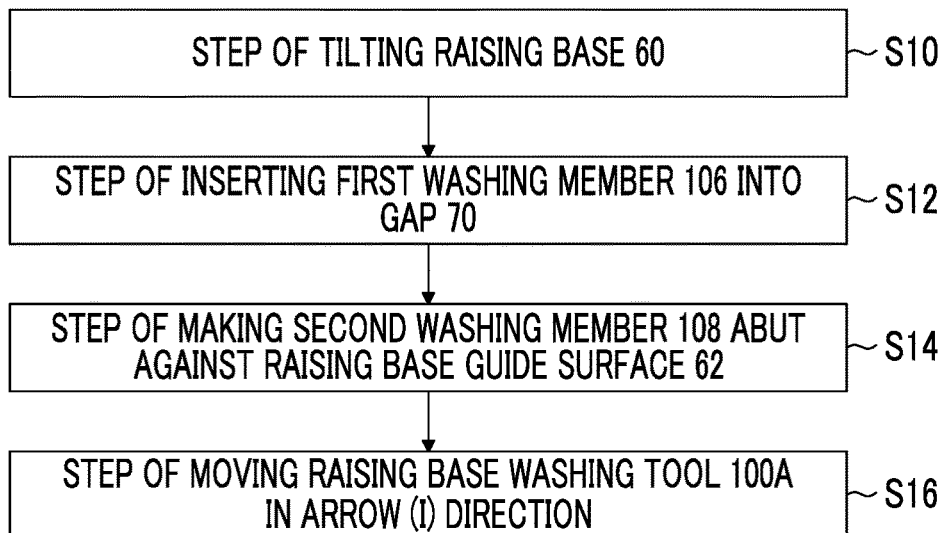 STEP OF TILTING RAISING BASE 60
S10
STEP OF INSERTING FIRST WASHING MEMBER 106 INTO
GAP 70
S12
STEP OF MAKING SECOND WASHING MEMBER 108 ABUT
AGAINST RAISING BASE GUIDE SURFACE 62
S14
STEP OF MOVING RAISING BASE WASHING TOOL 100A
IN ARROW (I) DIRECTION
S16